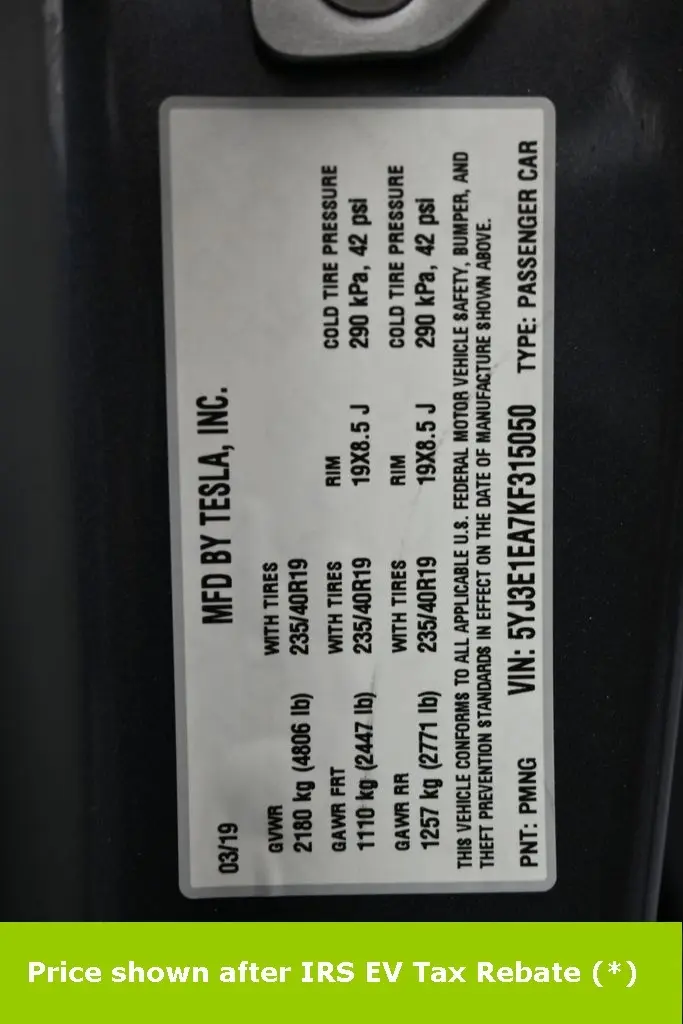 MFD BY TESLA, INC.
03/19
GVWR WITH TIRES
2180 kg (4806 lb) 235/40R19
GAWR FRT WITH TIRES RIM COLD TIRE PRESSURE
1110 kg (2447 lb) 235/40R19 19X8.5 J 290 kPa, 42 psi
GAWR RR WITH TIRES RIM COLD TIRE PRESSURE
1257 kg (2771 lb) 235/40R19 19X8.5 J 290 kPa, 42 psi
THIS VEHICLE CONFORMS TO ALL APPLICABLE U.S. FEDERAL MOTOR VEHICLE SAFETY, BUMPER, AND
THEFT PREVENTION STANDARDS IN EFFECT ON THE DATE OF MANUFACTURE SHOWN ABOVE.
PNT: PMNG VIN: 5YJ3E1EA7KF315050 TYPE: PASSENGER CAR
Price shown after IRS EV Tax Rebate (*)